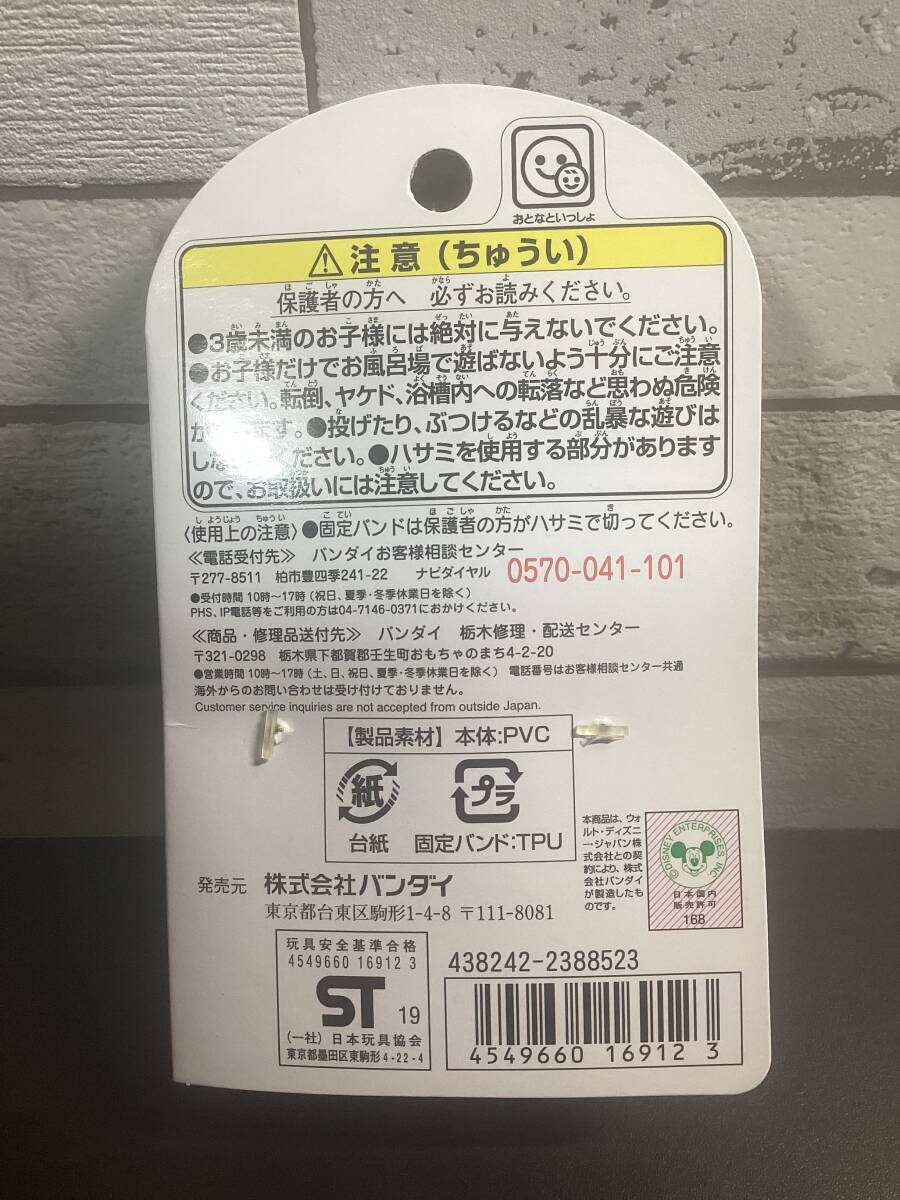 おとなといっしょ
注意(ちゅうい)
保護者の方へ 必ずお読みください。
●3歳未満のお子様には絶対に与えないでください。
●お子様だけでお風呂場で遊ばないよう十分にご注意
ください。転倒、ヤケド、浴槽内への転落など思わぬ危険
が ます。●投げたり、ぶつけるなどの乱暴な遊びは
し ださい。●ハサミを使用する部分があります
ので、お取扱いには注意してください。
〈使用上の注意〉●固定バンドは保護者の方がハサミで切ってください。
≪電話受付先≫ バンダイお客様相談センター
〒277-8511 柏市豊四季241-22 ナビダイヤル 0570-041-101
●受付時間 10時~17時(祝日、夏季・冬季休業日を除く)
PHS、IP電話等をご利用の方は04-7146-0371におかけください。
≪商品・修理品送付先≫ バンダイ 栃木修理・配送センター
〒321-0298 栃木県下都賀郡壬生町おもちゃのまち4-2-20
●営業時間 10時~17時(土、日、祝日、夏季・冬季休業日を除く) 電話番号はお客様相談センター共通
海外からのお問い合わせは受け付けておりません。
Customer service inquiries are not accepted from outside Japan.
【製品素材】本体:PVC
紙 プラ
台紙 固定バンド:TPU
本商品は、ウォ
ルト・ディズニ
ー・ジャパン株
式会社との契
約により、株式
会社バンダイ
が製造したも
のです。
©DISNEY ENTERPRISES, INC.
日本国内
販売許可
168
発売元 株式会社バンダイ
東京都台東区駒形1-4-8 〒111-8081
玩具安全基準合格
4549660 16912 3
ST 19
(一社)日本玩具協会
東京都墨田区東駒形4-22-4
438242-2388523
4549660 16912 3